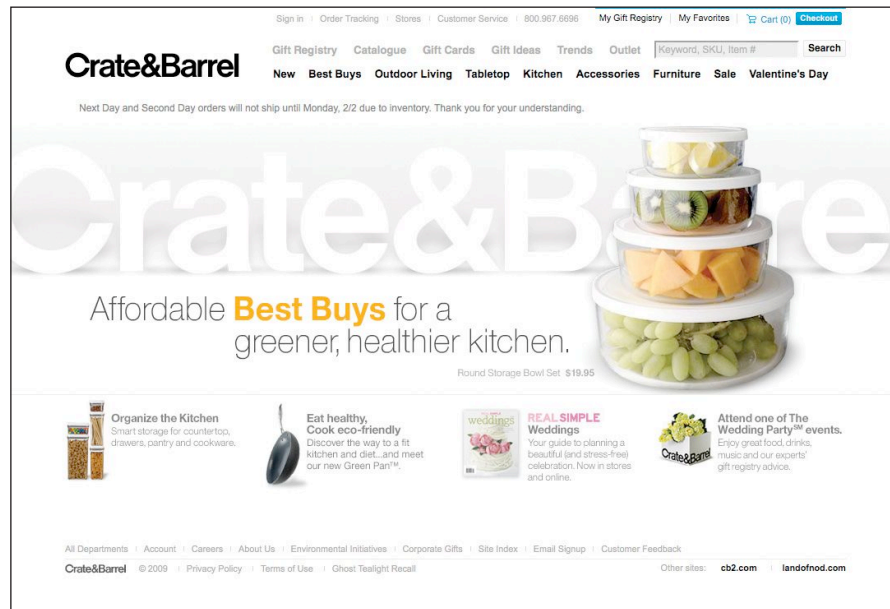 Sign in | Order Tracking | Stores | Customer Service | 800.967.6696 My Gift Registry | My Favorites | Cart (0) Checkout
Gift Registry Catalogue Gift Cards Gift Ideas Trends Outlet Keyword, SKU, Item # Search
Crate&Barrel
New Best Buys Outdoor Living Tabletop Kitchen Accessories Furniture Sale Valentine's Day
Next Day and Second Day orders will not ship until Monday, 2/2 due to inventory. Thank you for your understanding.
Crate&Barre
Affordable Best Buys for a
greener, healthier kitchen.
Round Storage Bowl Set $19.95
Organize the Kitchen
Smart storage for countertop,
drawers, pantry and cookware.
Eat healthy,
Cook eco-friendly
Discover the way to a fit
kitchen and diet...and meet
our new Green Pan™.
weddings
REAL SIMPLE
Weddings
Your guide to planning a
beautiful (and stress-free)
celebration. Now in stores
and online.
Crate&Barrel
Attend one of The
Wedding Party℠ events.
Enjoy great food, drinks,
music and our experts'
gift registry advice.
All Departments | Account | Careers | About Us | Environmental Initiatives | Corporate Gifts | Site Index | Email Signup | Customer Feedback
Crate&Barrel © 2009 | Privacy Policy | Terms of Use | Ghost Tealight Recall Other sites: cb2.com | landofnod.com